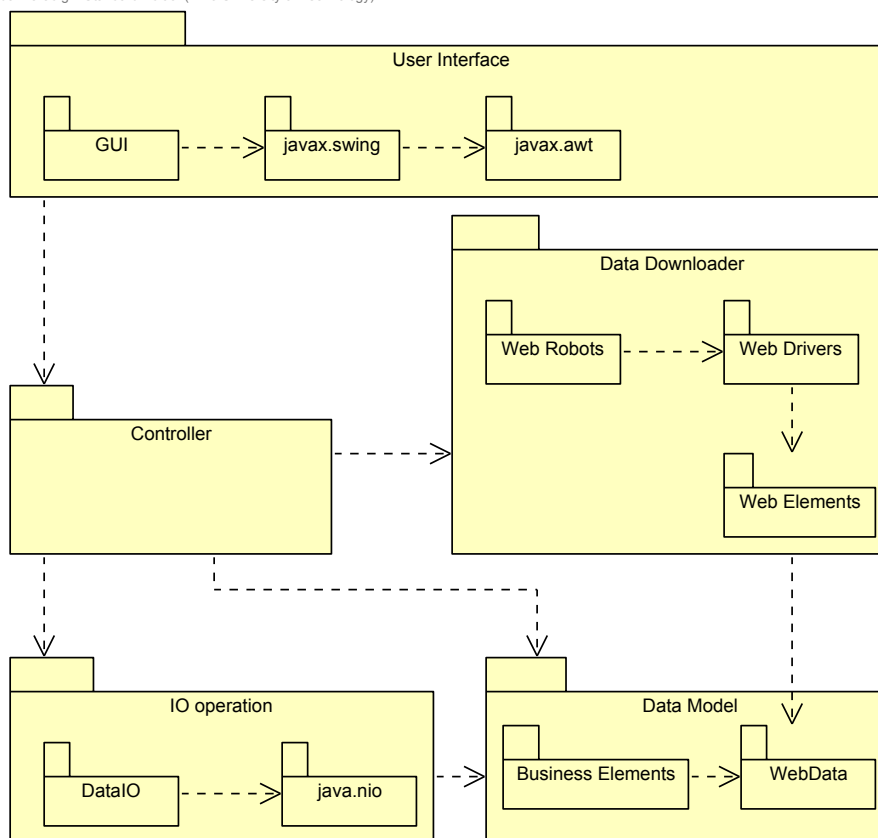 User Interface
GUI
javax.swing
javax.awt
Data Downloader
Web Robots
Web Drivers
Controller
Web Elements
IO operation
Data Model
DataIO
java.nio
Business Elements
WebData